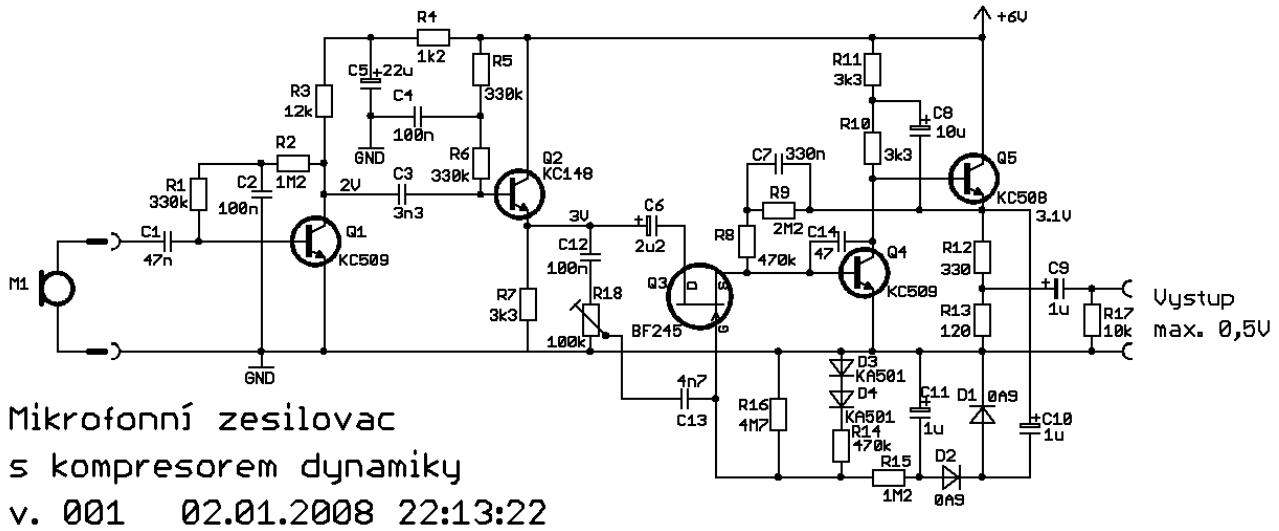 +6V
R4
1k2
R11
3k3
R5
330k
C5
22u
C4
100n
R3
12k
GND
R10
3k3
C8
10u
R2
1M2
R6
330k
Q2
KC148
C7
330n
Q5
KC508
R1
330k
C2
100n
2V
C3
3n3
R9
2M2
3V
C6
2u2
3.1V
C1
47n
Q1
KC509
C12
100n
R8
470k
C14
47
Q4
KC509
R12
330
C9
1u
M1
Q3
D
S
G
BF245
R7
3k3
R18
100k
R13
120
R17
10k
Vystup
max. 0,5V
GND
4n7
C13
R16
4M7
D3
KA501
D4
KA501
R14
470k
C11
1u
D1
0A9
C10
1u
R15
1M2
D2
0A9
Mikrofonní zesilovac
s kompresorem dynamiky
v. 001 02.01.2008 22:13:22